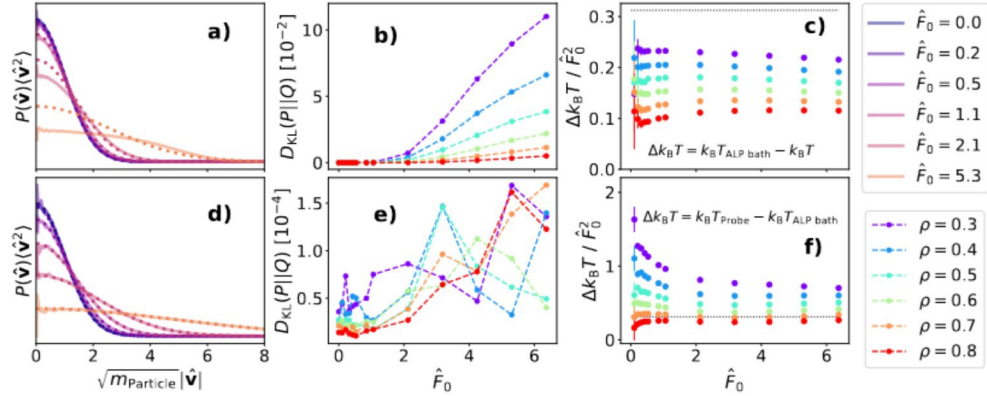 a)
P(v̂)⟨v̂²⟩
b)
D_KL(P||Q) [10⁻²]
10
5
0
c)
Δk_BT / F̂₀²
0.3
0.2
0.1
0.0
Δk_BT = k_BT_ALP bath − k_BT
F̂₀ = 0.0
F̂₀ = 0.2
F̂₀ = 0.5
F̂₀ = 1.1
F̂₀ = 2.1
F̂₀ = 5.3
d)
P(v̂)⟨v̂²⟩
0 2 4 6 8
√m_Particle|v̂|
e)
D_KL(P||Q) [10⁻⁴]
1.5
1.0
0.5
0 2 4 6
F̂₀
f)
Δk_BT / F̂₀²
2
1
0
Δk_BT = k_BT_Probe − k_BT_ALP bath
0 2 4 6
F̂₀
ρ = 0.3
ρ = 0.4
ρ = 0.5
ρ = 0.6
ρ = 0.7
ρ = 0.8